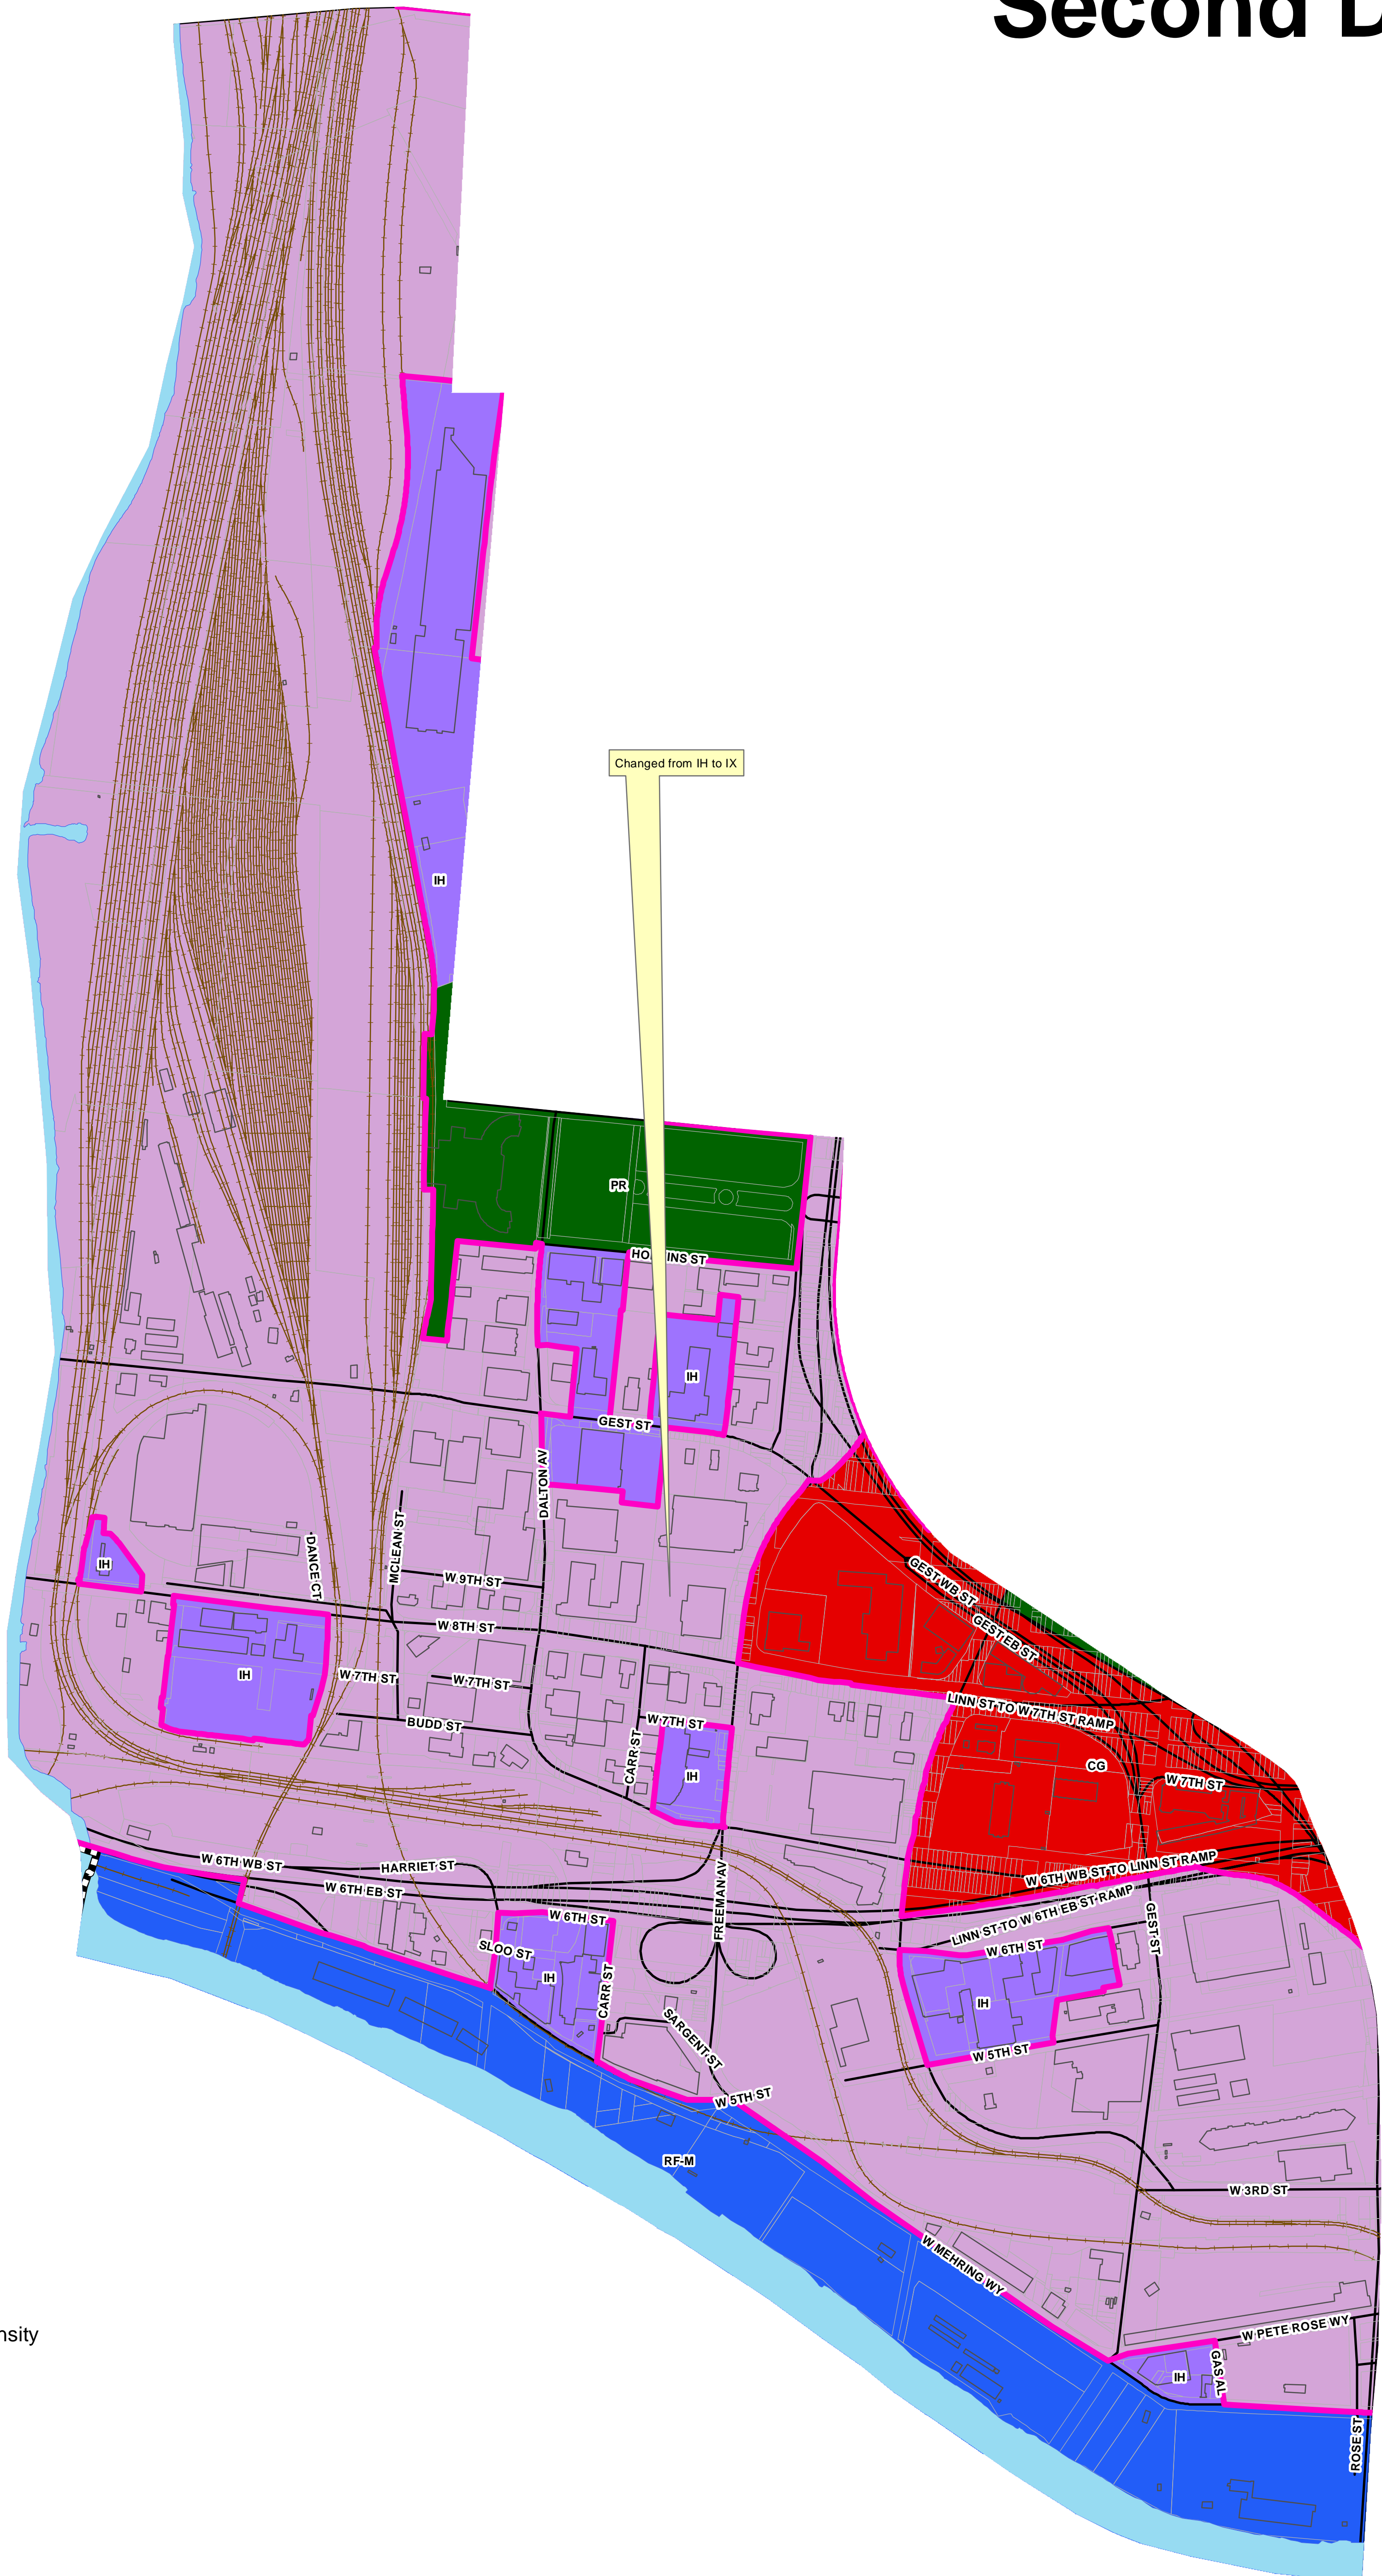 Second D
Changed from IH to IX
IH
PR
IH
GEST ST
DALTON AV
IH
DANCE CT
MCLEAN ST
W 9TH ST
GEST WB ST
W 8TH ST
GEST EB ST
IH
W 7TH ST
W 7TH ST
LINN ST TO W 7TH ST RAMP
BUDD ST
W 7TH ST
CARR ST
IH
CG
W 7TH ST
W 6TH WB ST
HARRIET ST
W 6TH WB ST TO LINN ST RAMP
W 6TH EB ST
FREEMAN AV
LINN ST TO W 6TH EB ST RAMP
W 6TH ST
GEST ST
SLOO ST
W 6TH ST
IH
CARR ST
IH
SARGENT ST
W 5TH ST
W 5TH ST
RF-M
W 3RD ST
W MEHRING WY
nsity
W PETE ROSE WY
IH
GAS AL
ROSE ST